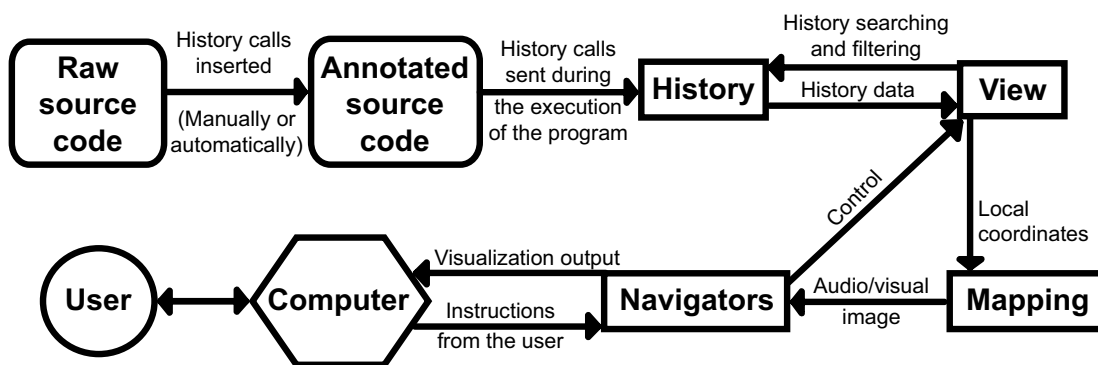 Raw
source
code
History calls
inserted
(Manually or
automatically)
Annotated
source
code
History calls
sent during
the execution
of the program
History
History searching
and filtering
History data
View
Control
Local
coordinates
User
Computer
Visualization output
Instructions
from the user
Navigators
Audio/visual
image
Mapping